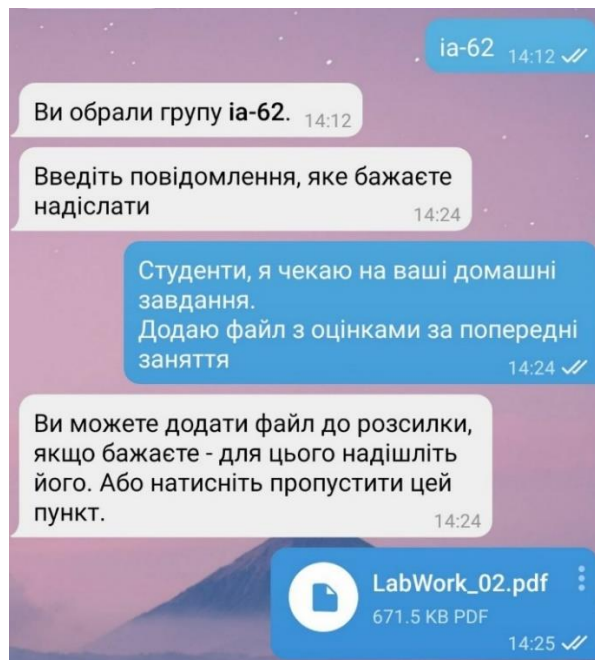 ia-62 14:12
Ви обрали групу ia-62. 14:12
Введіть повідомлення, яке бажаєте
надіслати 14:24
Студенти, я чекаю на ваші домашні
завдання.
Додаю файл з оцінками за попередні
заняття 14:24
Ви можете додати файл до розсилки,
якщо бажаєте - для цього надішліть
його. Або натисніть пропустити цей
пункт. 14:24
LabWork_02.pdf
671.5 KB PDF
14:25